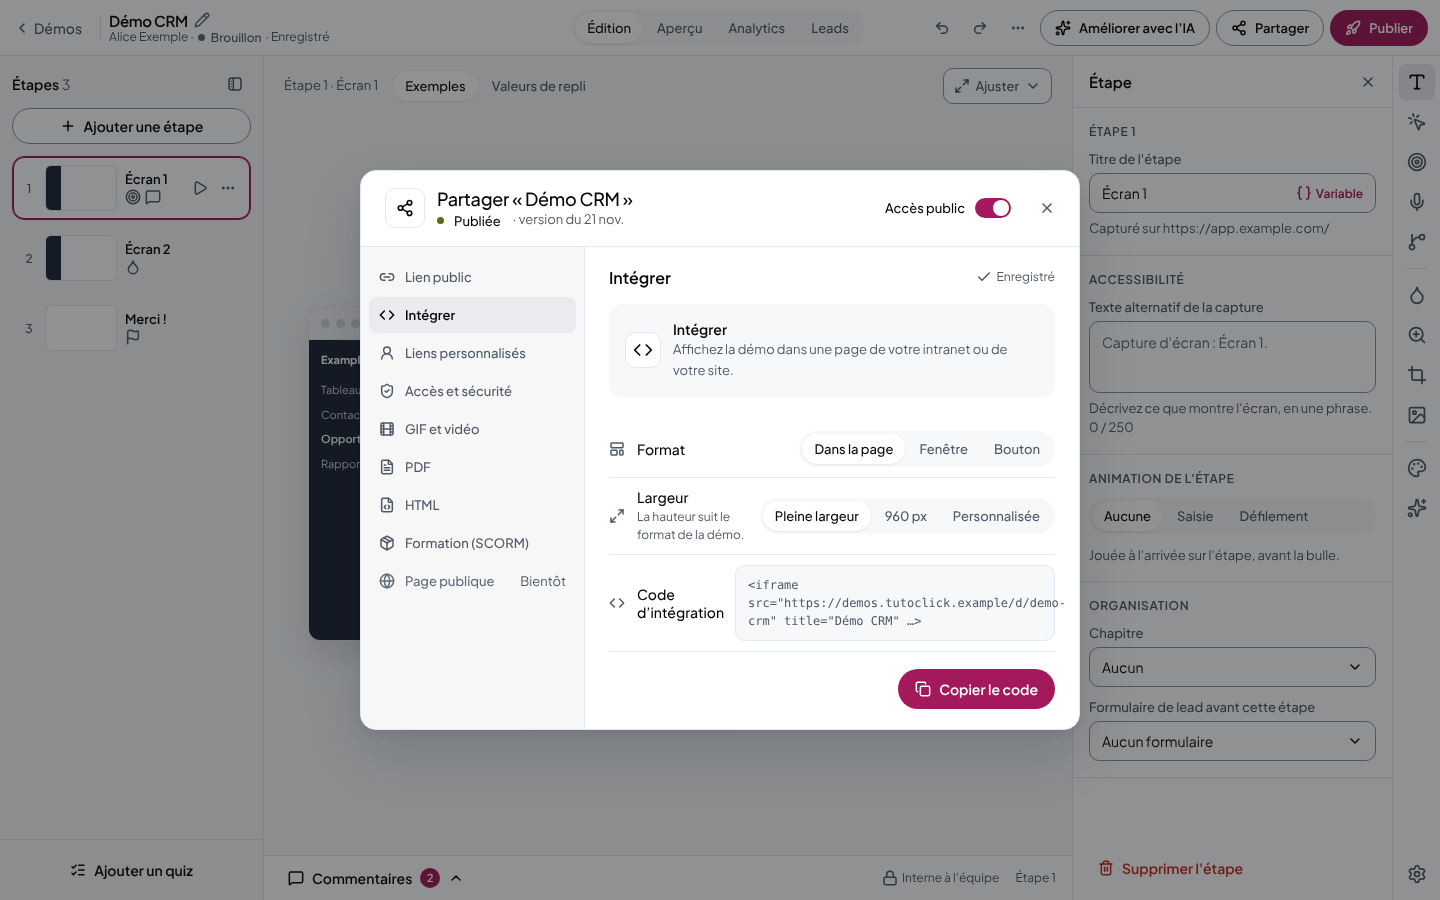 Démos
Démo CRM
Alice Exemple · Brouillon · Enregistré
Édition
Aperçu
Analytics
Leads
Améliorer avec l'IA
Partager
Publier
Étapes 3
Ajouter une étape
1
Écran 1
2
Écran 2
3
Merci !
Ajouter un quiz
Étape 1 · Écran 1
Exemples
Valeurs de repli
Ajuster
Tableau
Contac
Opport
Rappor
Partager « Démo CRM »
Publiée · version du 21 nov.
Accès public
Lien public
Intégrer
Liens personnalisés
Accès et sécurité
GIF et vidéo
PDF
HTML
Formation (SCORM)
Page publique
Bientôt
Intégrer
Enregistré
Intégrer
Affichez la démo dans une page de votre intranet ou de
votre site.
Format
Dans la page
Fenêtre
Bouton
Largeur
La hauteur suit le
format de la démo.
Pleine largeur
960 px
Personnalisée
Code
d'intégration
<iframe
src="https://demos.tutoclick.example/d/demo-
crm" title="Démo CRM" …>
Copier le code
Commentaires 2
Interne à l'équipe
Étape 1
Étape
ÉTAPE 1
Titre de l'étape
Écran 1
{ } Variable
Capturé sur https://app.example.com/
ACCESSIBILITÉ
Texte alternatif de la capture
Capture d'écran : Écran 1.
Décrivez ce que montre l'écran, en une phrase.
0 / 250
ANIMATION DE L'ÉTAPE
Aucune
Saisie
Défilement
Jouée à l'arrivée sur l'étape, avant la bulle.
ORGANISATION
Chapitre
Aucun
Formulaire de lead avant cette étape
Aucun formulaire
Supprimer l'étape